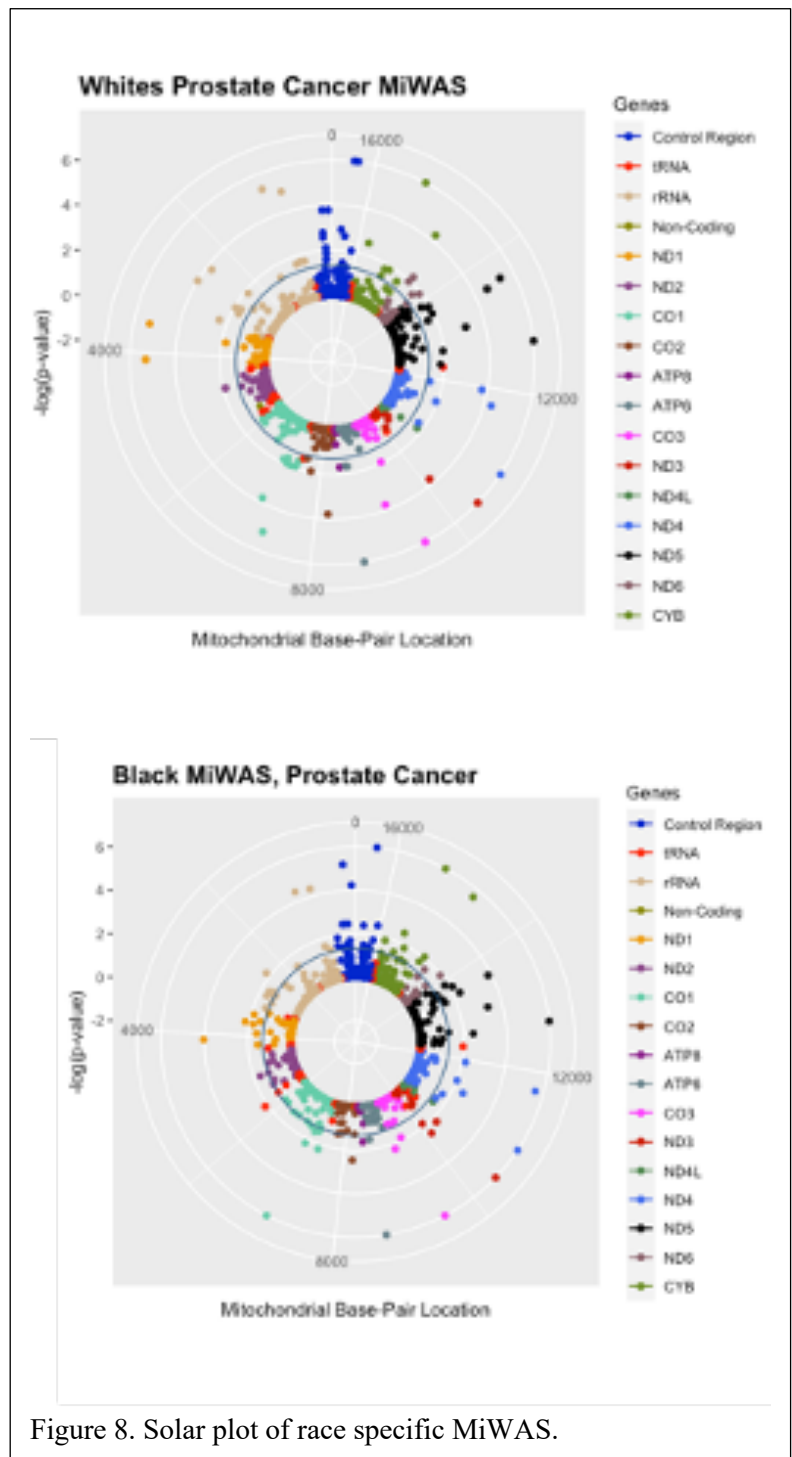 Whites Prostate Cancer MiWAS
0
16000
6
4
2
0
-2
4000
12000
8000
-log(p-value)
Mitochondrial Base-Pair Location
Genes
Control Region
tRNA
rRNA
Non-Coding
ND1
ND2
CO1
CO2
ATP8
ATP6
CO3
ND3
ND4L
ND4
ND5
ND6
CYB
Black MiWAS, Prostate Cancer
0
16000
6
4
2
0
-2
4000
12000
8000
-log(p-value)
Mitochondrial Base-Pair Location
Genes
Control Region
tRNA
rRNA
Non-Coding
ND1
ND2
CO1
CO2
ATP8
ATP6
CO3
ND3
ND4L
ND4
ND5
ND6
CYB
Figure 8. Solar plot of race specific MiWAS.